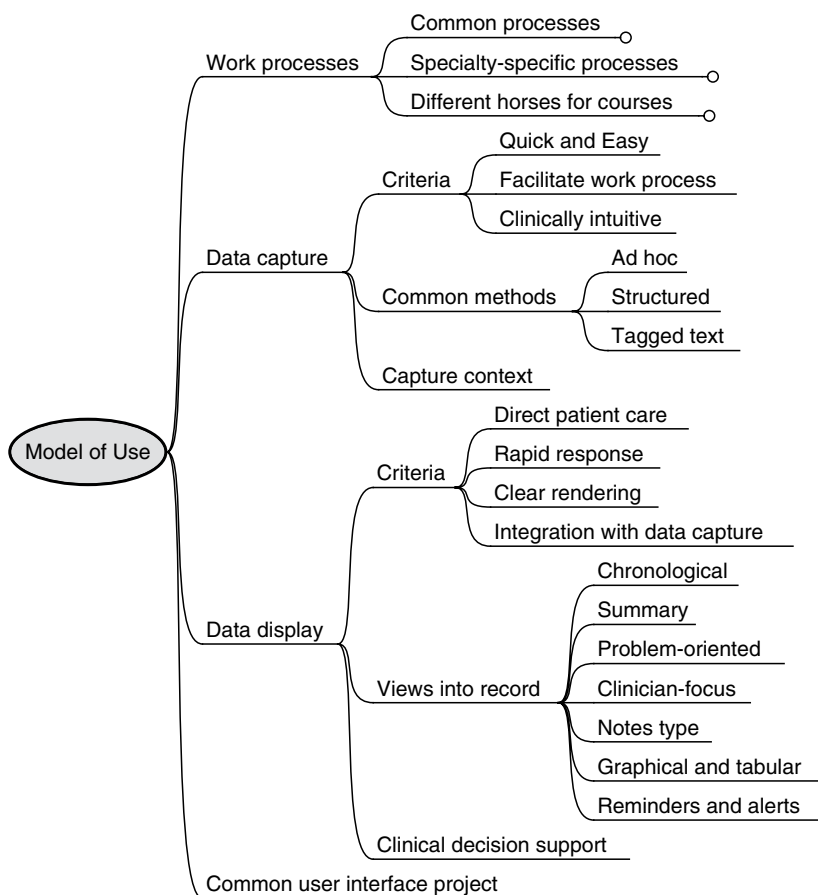 Model of Use
Work processes
Common processes
Specialty-specific processes
Different horses for courses
Data capture
Criteria
Quick and Easy
Facilitate work process
Clinically intuitive
Common methods
Ad hoc
Structured
Tagged text
Capture context
Data display
Criteria
Direct patient care
Rapid response
Clear rendering
Integration with data capture
Views into record
Chronological
Summary
Problem-oriented
Clinician-focus
Notes type
Graphical and tabular
Reminders and alerts
Clinical decision support
Common user interface project